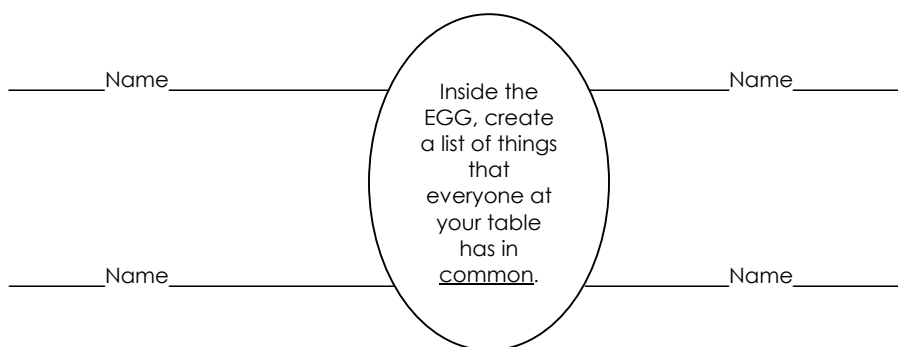 Name
Name
Inside the
EGG, create
a list of things
that
everyone at
your table
has in
common.
Name
Name